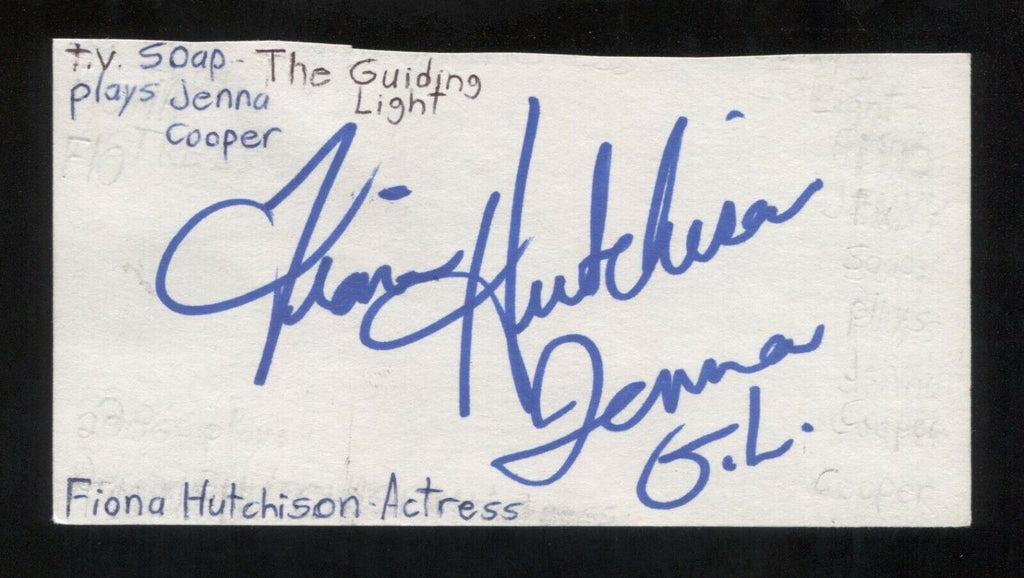 T.V. Soap - The Guiding
plays Jenna Light
Cooper
Fiona Hutchison
Jenna
G.L.
Fiona Hutchison-Actress